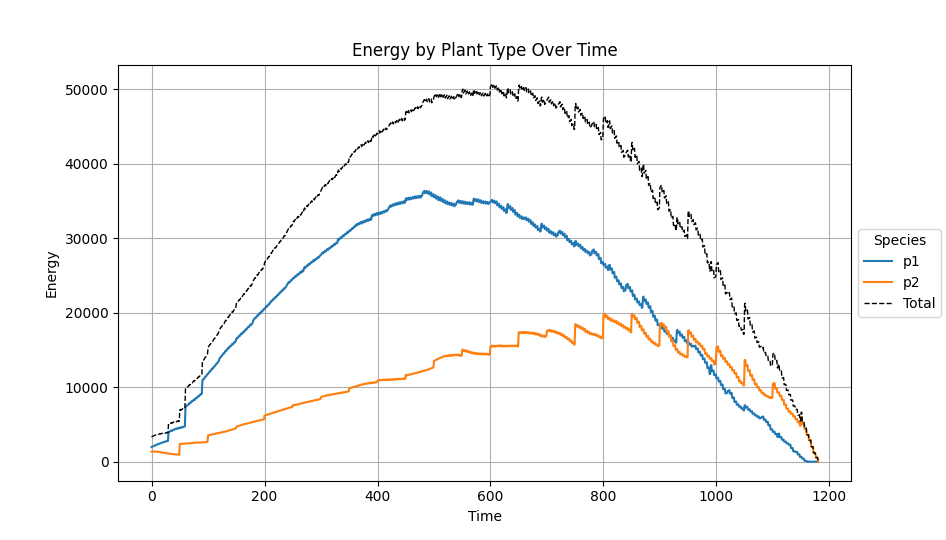 Energy by Plant Type Over Time
Energy
50000
40000
30000
20000
10000
0
0 200 400 600 800 1000 1200
Time
Species
p1
p2
Total